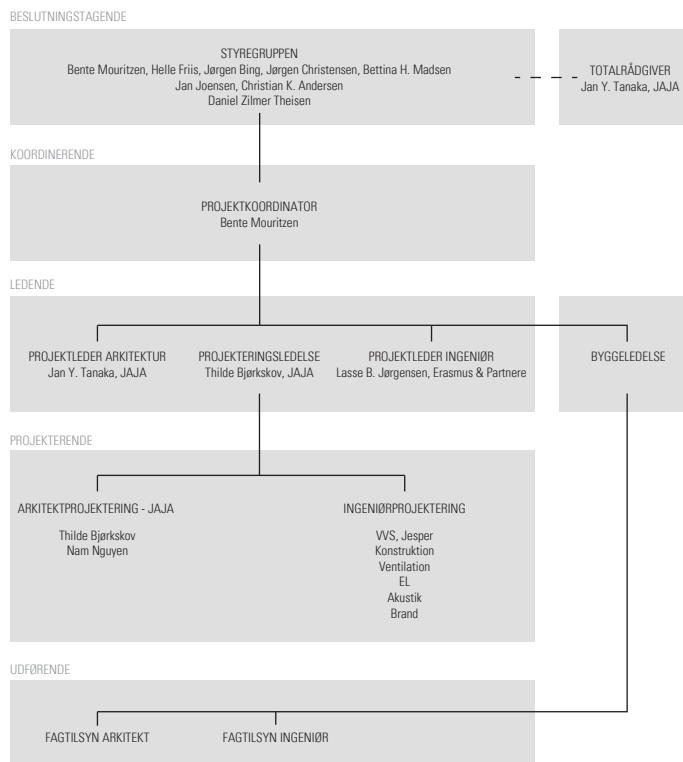 BESLUTNINGSTAGENDE
STYREGRUPPEN
Bente Mouritzen, Helle Friis, Jørgen Bing, Jørgen Christensen, Bettina H. Madsen
Jan Joensen, Christian K. Andersen
Daniel Zilmer Theisen
TOTALRÅDGIVER
Jan Y. Tanaka, JAJA
KOORDINERENDE
PROJEKTKOORDINATOR
Bente Mouritzen
LEDENDE
PROJEKTLEDER ARKITEKTUR
Jan Y. Tanaka, JAJA
PROJEKTERINGSLEDELSE
Thilde Bjørkskov, JAJA
PROJEKTLEDER INGENIØR
Lasse B. Jørgensen, Erasmus & Partnere
BYGGELEDELSE
PROJEKTERENDE
ARKITEKTPROJEKTERING - JAJA
Thilde Bjørkskov
Nam Nguyen
INGENIØRPROJEKTERING
VVS, Jesper
Konstruktion
Ventilation
EL
Akustik
Brand
UDFØRENDE
FAGTILSYN ARKITEKT
FAGTILSYN INGENIØR